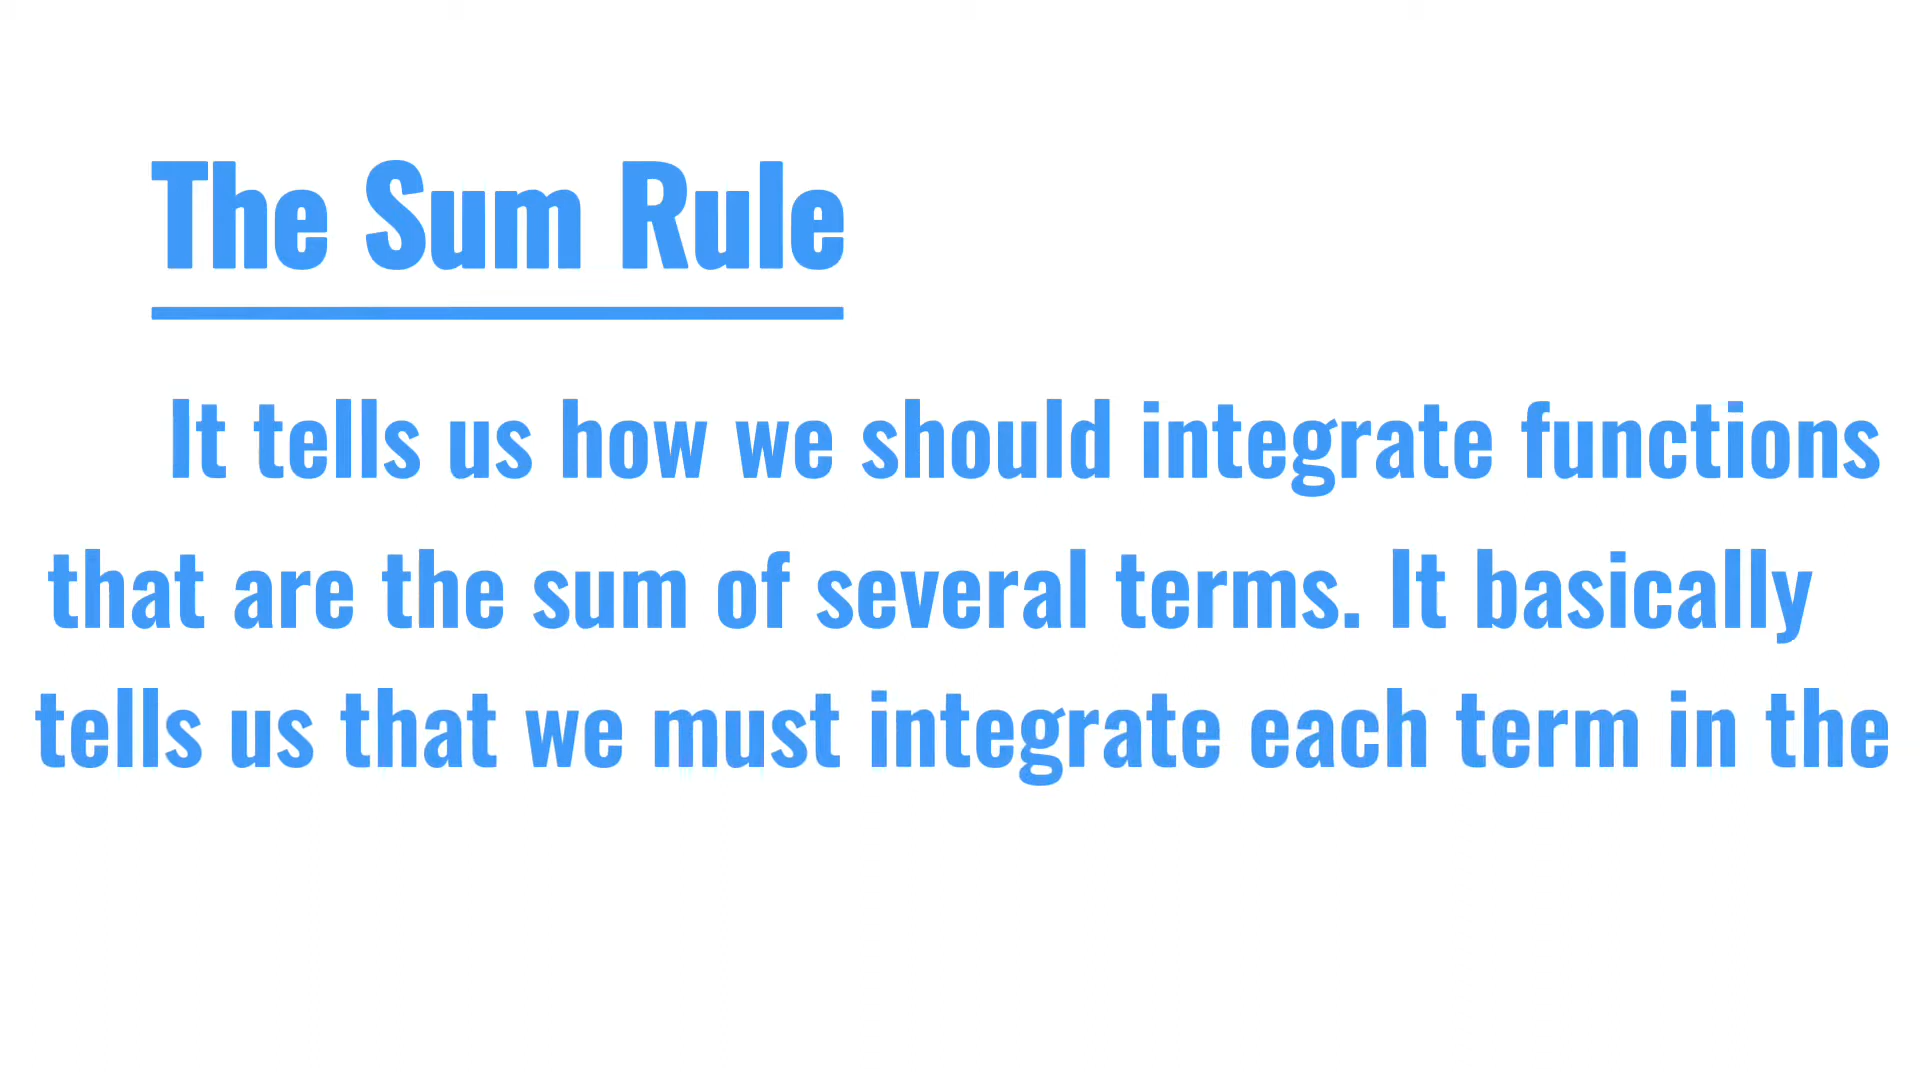 The Sum Rule
It tells us how we should integrate functions
that are the sum of several terms. It basically
tells us that we must integrate each term in the